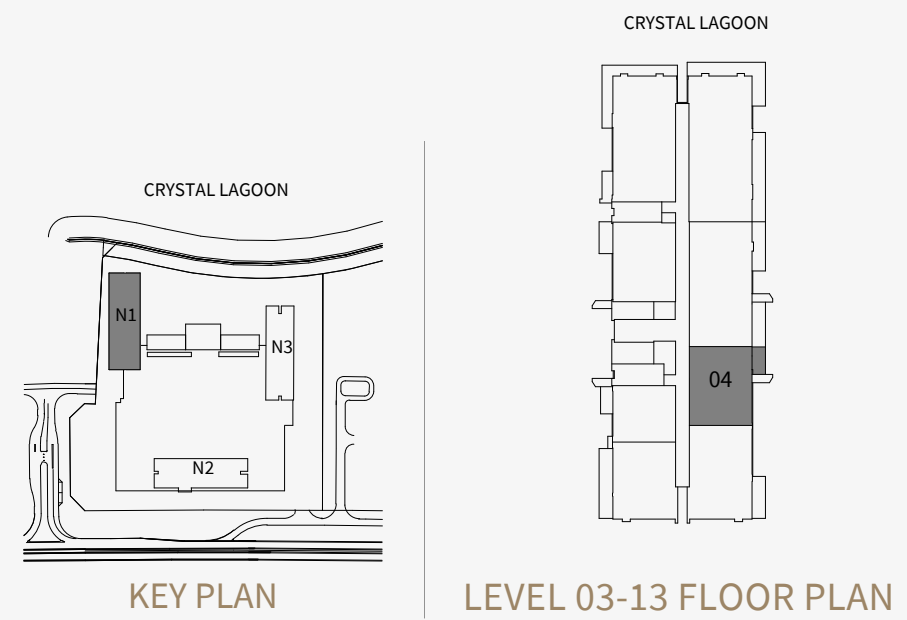 CRYSTAL LAGOON
N1
N3
N2
KEY PLAN
CRYSTAL LAGOON
04
LEVEL 03-13 FLOOR PLAN